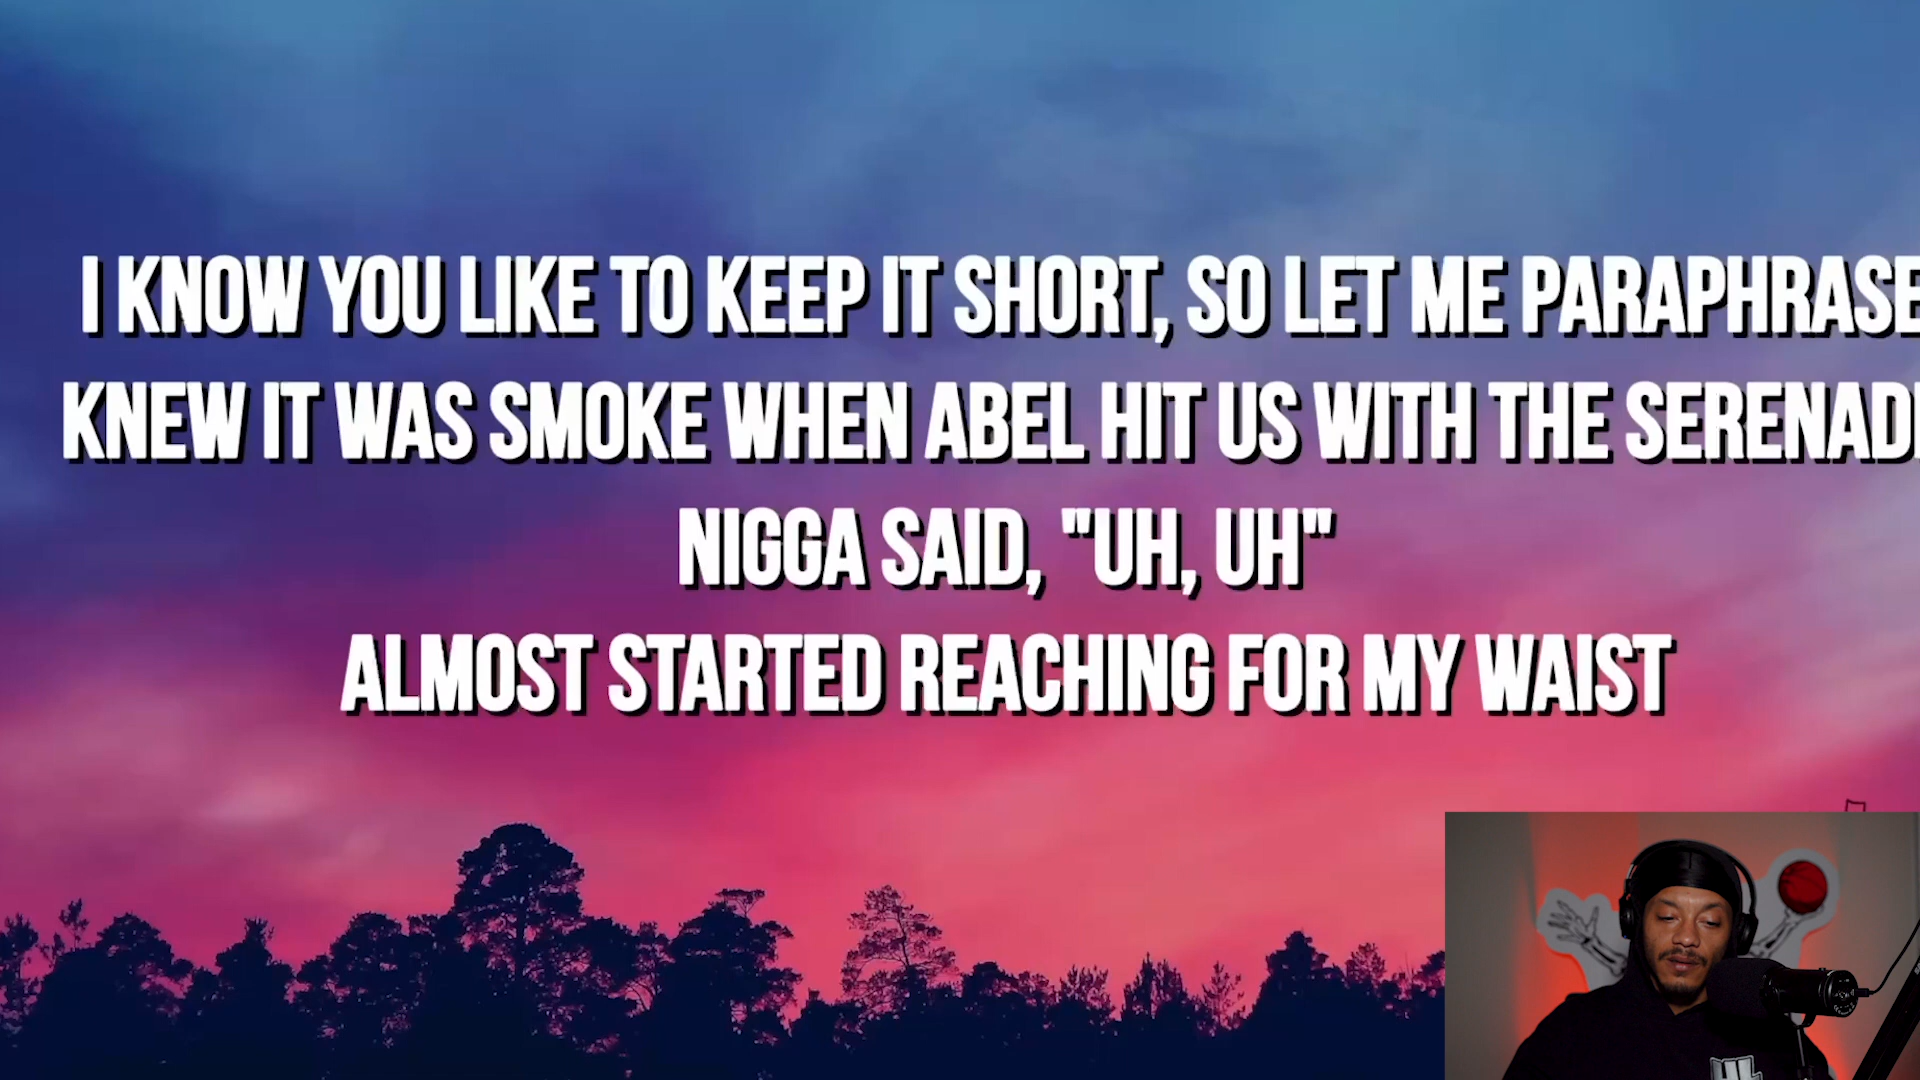 I KNOW YOU LIKE TO KEEP IT SHORT, SO LET ME PARAPHRASE
KNEW IT WAS SMOKE WHEN ABEL HIT US WITH THE SERENAD
NIGGA SAID, "UH, UH"
ALMOST STARTED REACHING FOR MY WAIST